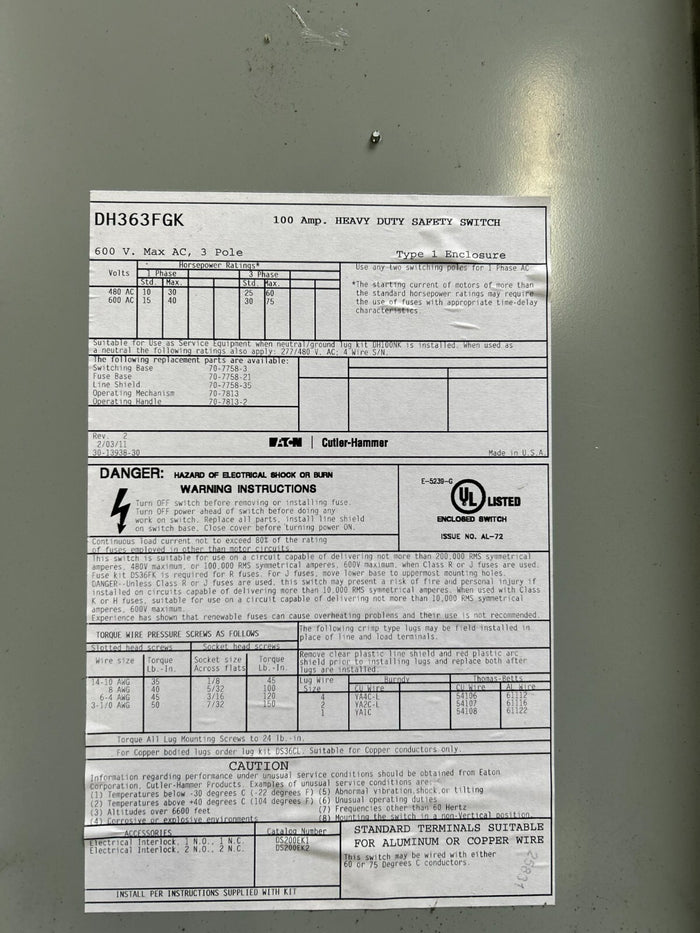 DH363FGK
100 Amp. HEAVY DUTY SAFETY SWITCH
600 V. Max AC, 3 Pole
Type 1 Enclosure
Horsepower Ratings*
Volts
1 Phase
3 Phase
Std. Max.
Std. Max.
480 AC 10 30 25 60
600 AC 15 40 30 75
Use any two switching poles for 1 Phase AC
*The starting current of motors of more than
the standard horsepower ratings may require
the use of fuses with appropriate time-delay
characteristics.
Suitable for Use as Service Equipment when neutral/ground lug kit DH100NK is installed. When used as
a neutral the following ratings also apply: 277/480 V. AC; 4 Wire S/N.
The following replacement parts are available:
Switching Base 70-7758-3
Fuse Base 70-7758-21
Line Shield 70-7758-35
Operating Mechanism 70-7813
Operating Handle 70-7813-2
Rev. 2
2/03/11
30-13938-30
EATON | Cutler-Hammer
Made in U.S.A.
DANGER: HAZARD OF ELECTRICAL SHOCK OR BURN
WARNING INSTRUCTIONS
Turn OFF switch before removing or installing fuse.
Turn OFF power ahead of switch before doing any
work on switch. Replace all parts, install line shield
on switch base. Close cover before turning power ON.
E-5239-G
UL LISTED
ENCLOSED SWITCH
ISSUE NO. AL-72
Continuous load current not to exceed 80% of the rating
of fuses employed in other than motor circuits.
This switch is suitable for use on a circuit capable of delivering not more than 200,000 RMS symmetrical
amperes, 480V maximum, or 100,000 RMS symmetrical amperes, 600V maximum, when Class R or J fuses are used.
Fuse kit DS36FK is required for R fuses. For J fuses, move lower base to uppermost mounting holes.
DANGER--Unless Class R or J fuses are used, this switch may present a risk of fire and personal injury if
installed on circuits capable of delivering more than 10,000 RMS symmetrical amperes. When used with Class
K or H fuses, suitable for use on a circuit capable of delivering not more than 10,000 RMS symmetrical
amperes, 600V maximum.
Experience has shown that renewable fuses can cause overheating problems and their use is not recommended.
TORQUE WIRE PRESSURE SCREWS AS FOLLOWS
Slotted head screws
Socket head screws
Wire size
Torque
Lb.-In.
Socket size
Across flats
Torque
Lb.-In.
14-10 AWG 35 1/8 45
8 AWG 40 5/32 100
6-4 AWG 45 3/16 120
3-1/0 AWG 50 7/32 150
The following crimp type lugs may be field installed in
place of line and load terminals.
Remove clear plastic line shield and red plastic arc
shield prior to installing lugs and replace both after
lugs are installed.
Lug Wire
Size
Burndy
Thomas-Betts
CU Wire
CU Wire
AL Wire
4 YA4C-L 54106 61112
2 YA2C-L 54107 61116
1 YA1C 54108 61122
Torque All Lug Mounting Screws to 24 lb.-in.
For Copper bodied lugs order lug kit DS36CL. Suitable for Copper conductors only.
CAUTION
Information regarding performance under unusual service conditions should be obtained from Eaton
Corporation, Cutler-Hammer Products. Examples of unusual service conditions are:
(1) Temperatures below -30 degrees C (-22 degrees F) (5) Abnormal vibration,shock,or tilting
(2) Temperatures above +40 degrees C (104 degrees F) (6) Unusual operating duties
(3) Altitudes over 6600 feet (7) Frequencies other than 60 Hertz
(4) Corrosive or explosive environments (8) Mounting the switch in a non-Vertical position.
ACCESSORIES
Catalog Number
Electrical Interlock, 1 N.O., 1 N.C. DS200EK1
Electrical Interlock, 2 N.O., 2 N.C. DS200EK2
INSTALL PER INSTRUCTIONS SUPPLIED WITH KIT
STANDARD TERMINALS SUITABLE
FOR ALUMINUM OR COPPER WIRE
This switch may be wired with either
60 or 75 Degrees C conductors.